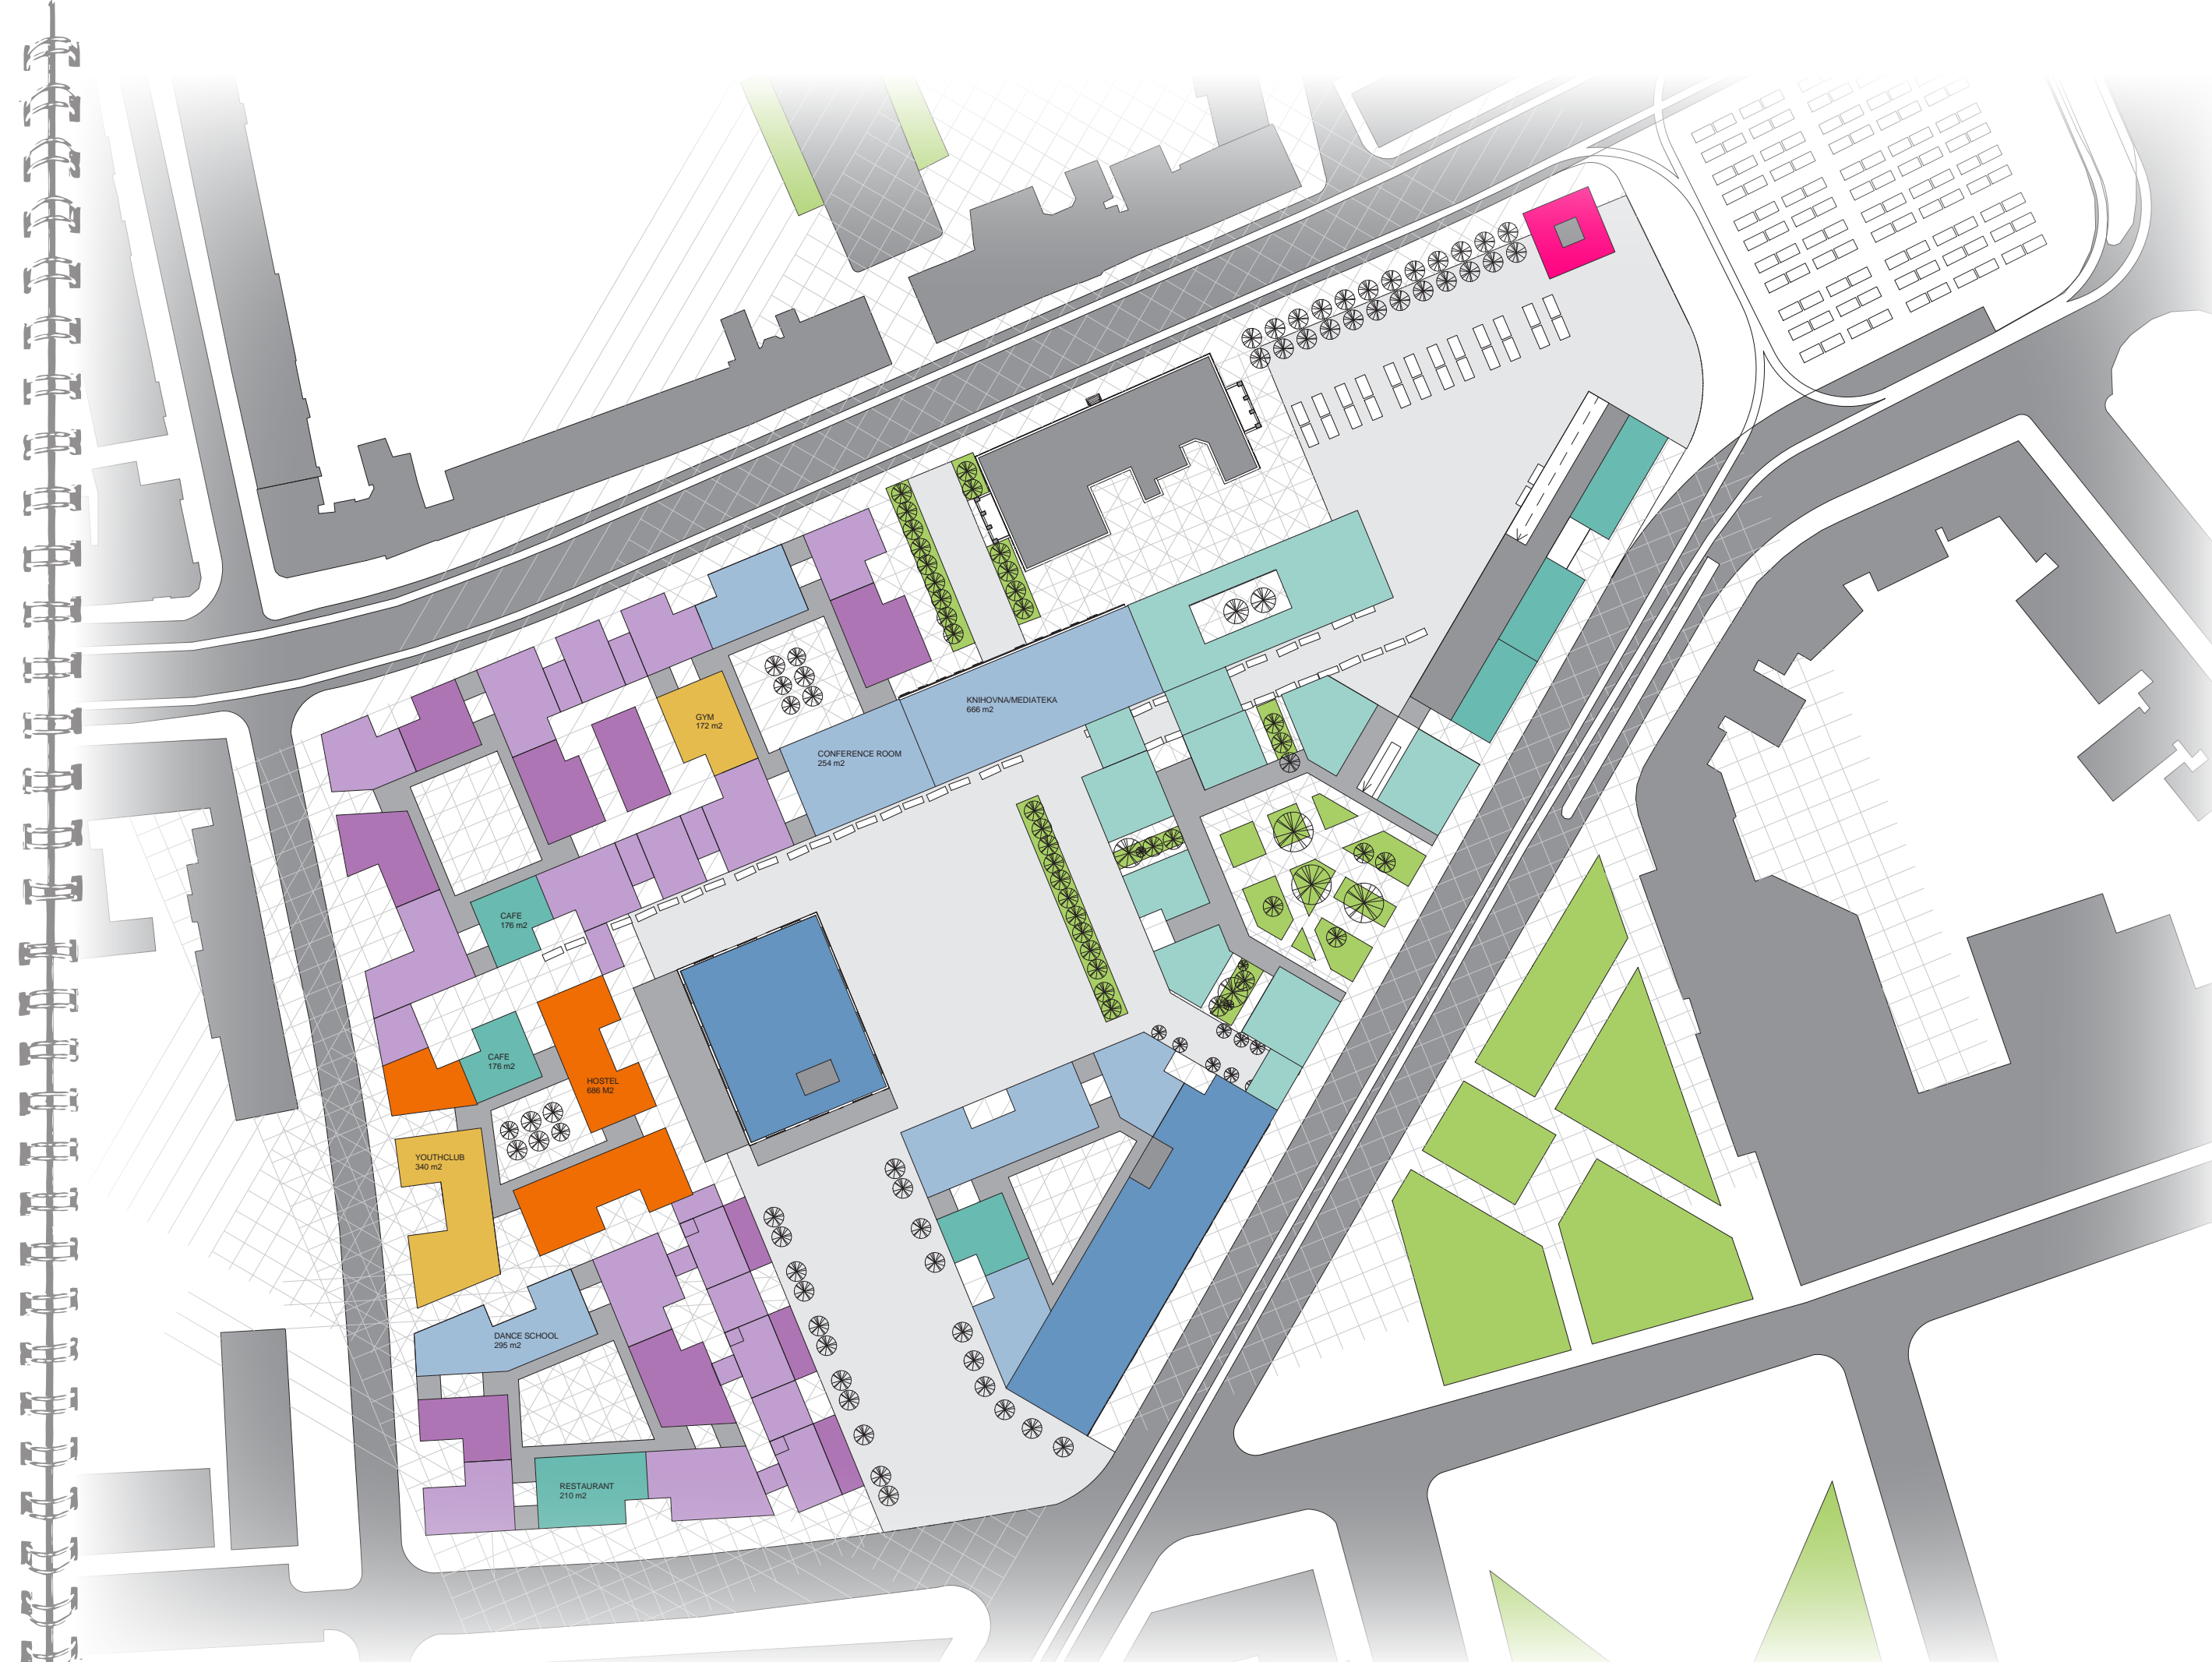 KNIHOVNA/MEDIATEKA
666 m2
GYM
172 m2
CONFERENCE ROOM
254 m2
CAFE
176 m2
CAFE
176 m2
HOSTEL
686 M2
YOUTHCLUB
340 m2
DANCE SCHOOL
295 m2
RESTAURANT
210 m2